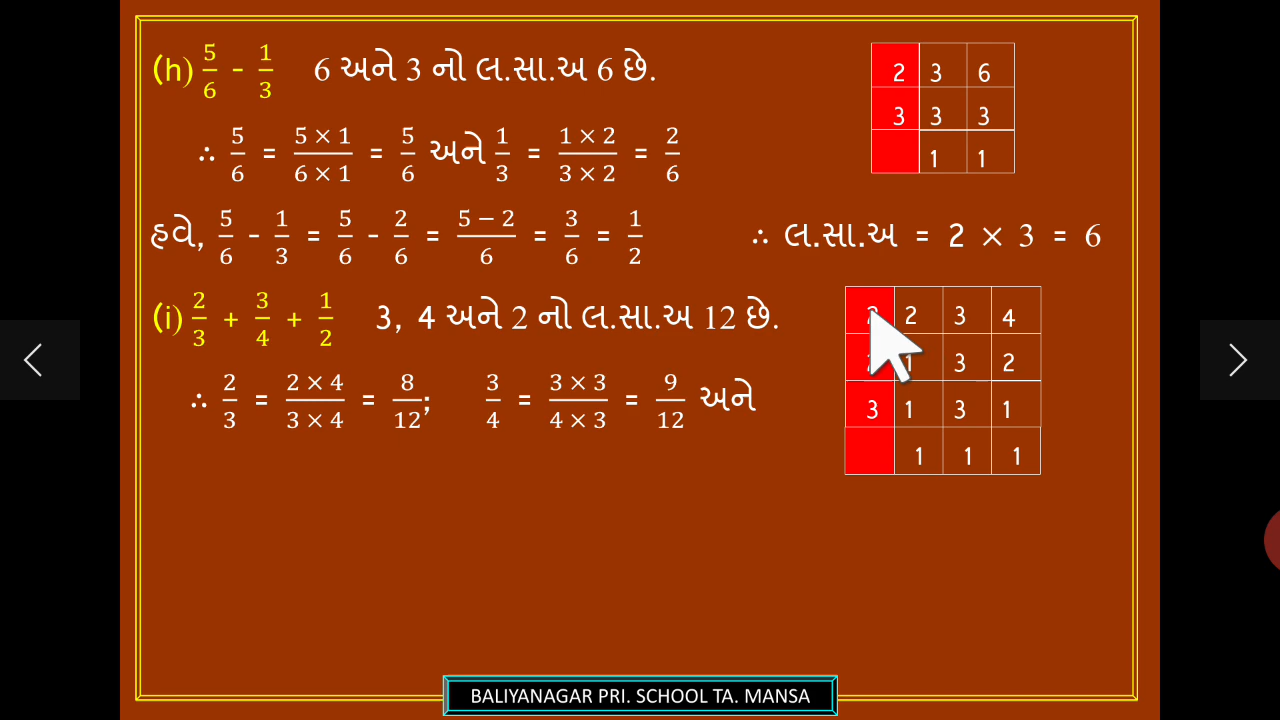 (h) 5/6 - 1/3 6 અને 3 નો લ.સા.અ 6 છે.
2 3 6
3 3 3
1 1
∴ 5/6 = (5 × 1)/(6 × 1) = 5/6 અને 1/3 = (1 × 2)/(3 × 2) = 2/6
હવે, 5/6 - 1/3 = 5/6 - 2/6 = (5 − 2)/6 = 3/6 = 1/2
∴ લ.સા.અ = 2 × 3 = 6
(i) 2/3 + 3/4 + 1/2 3, 4 અને 2 નો લ.સા.અ 12 છે.
2 2 3 4
1 3 2
3 1 3 1
1 1 1
∴ 2/3 = (2 × 4)/(3 × 4) = 8/12; 3/4 = (3 × 3)/(4 × 3) = 9/12 અને
BALIYANAGAR PRI. SCHOOL TA. MANSA